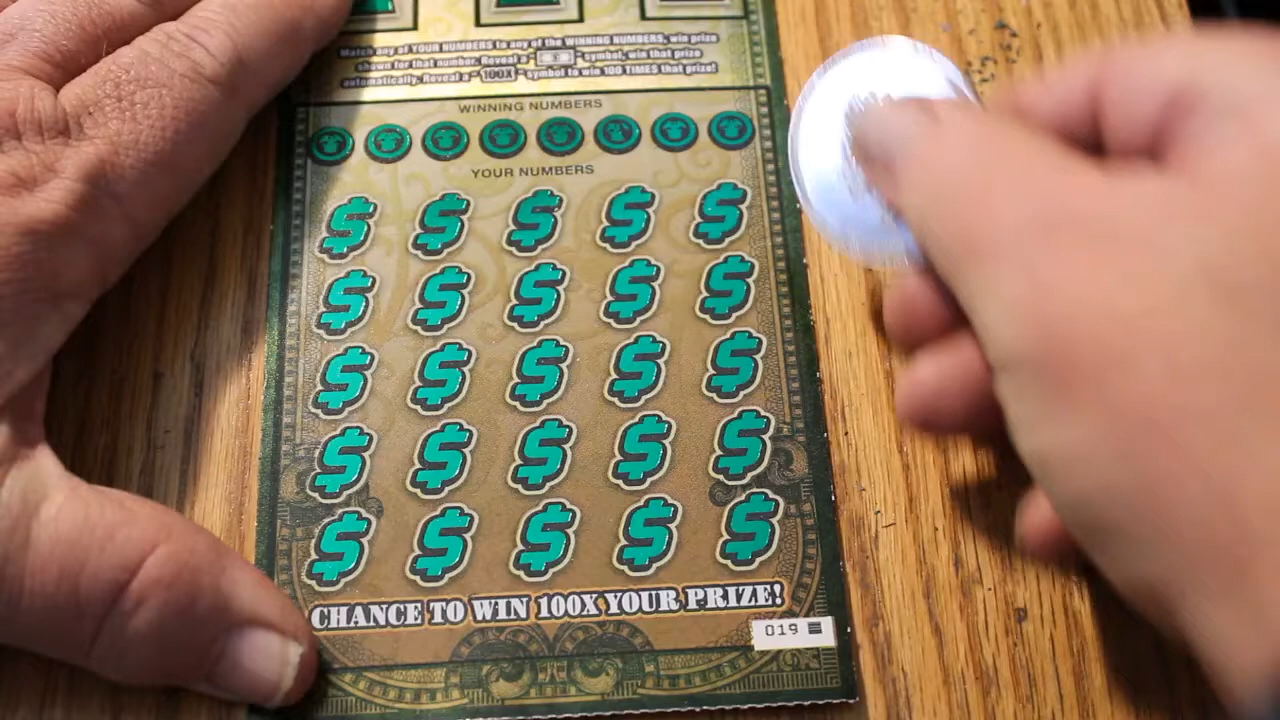 Match any of YOUR NUMBERS to any of the WINNING NUMBERS, win prize
shown for that number. Reveal a symbol, win that prize
automatically. Reveal a "100X" symbol to win 100 TIMES that prize!
WINNING NUMBERS
YOUR NUMBERS
$ $ $ $ $
$ $ $ $ $
$ $ $ $ $
$ $ $ $ $
$ $ $ $ $
CHANCE TO WIN 100X YOUR PRIZE!
019